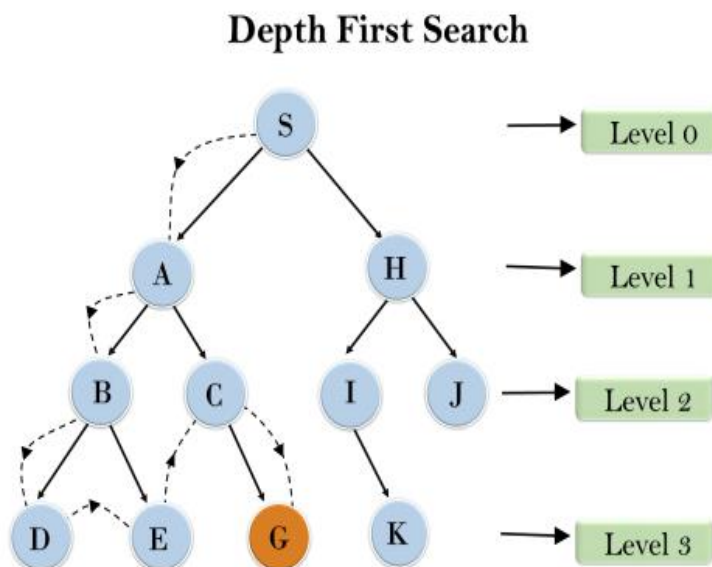 Depth First Search
S
Level 0
A
H
Level 1
B
C
I
J
Level 2
D
E
G
K
Level 3